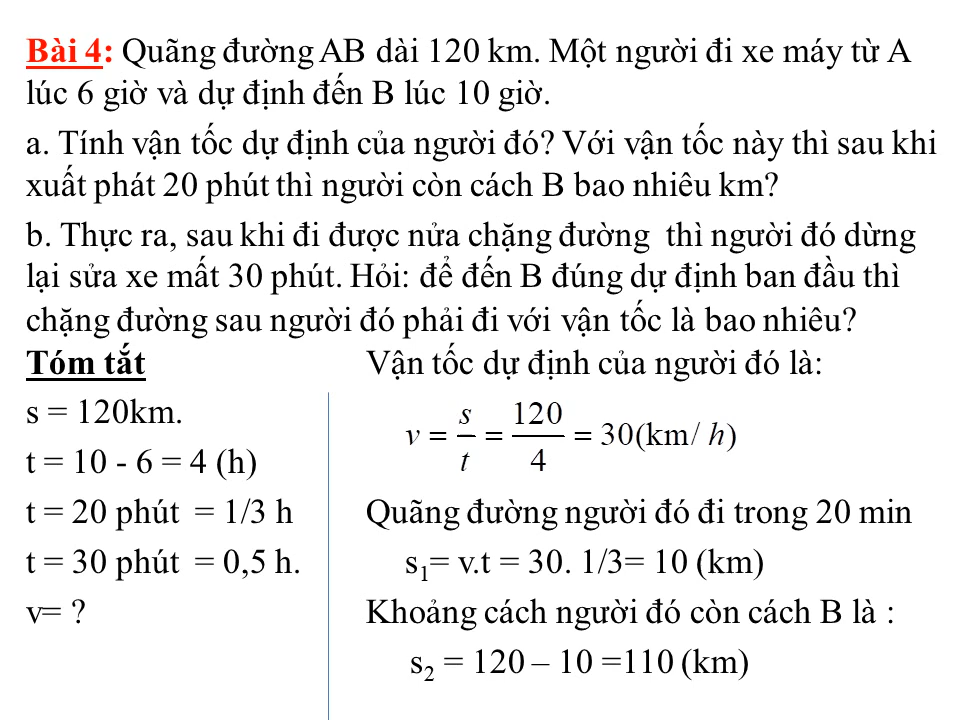 Bài 4: Quãng đường AB dài 120 km. Một người đi xe máy từ A
lúc 6 giờ và dự định đến B lúc 10 giờ.
a. Tính vận tốc dự định của người đó? Với vận tốc này thì sau khi
xuất phát 20 phút thì người còn cách B bao nhiêu km?
b. Thực ra, sau khi đi được nửa chặng đường thì người đó dừng
lại sửa xe mất 30 phút. Hỏi: để đến B đúng dự định ban đầu thì
chặng đường sau người đó phải đi với vận tốc là bao nhiêu?
Tóm tắt
s = 120km.
t = 10 - 6 = 4 (h)
t = 20 phút = 1/3 h
t = 30 phút = 0,5 h.
v= ?
Vận tốc dự định của người đó là:
v = s/t = 120/4 = 30(km/ h)
Quãng đường người đó đi trong 20 min
s₁= v.t = 30. 1/3= 10 (km)
Khoảng cách người đó còn cách B là :
s₂ = 120 – 10 =110 (km)